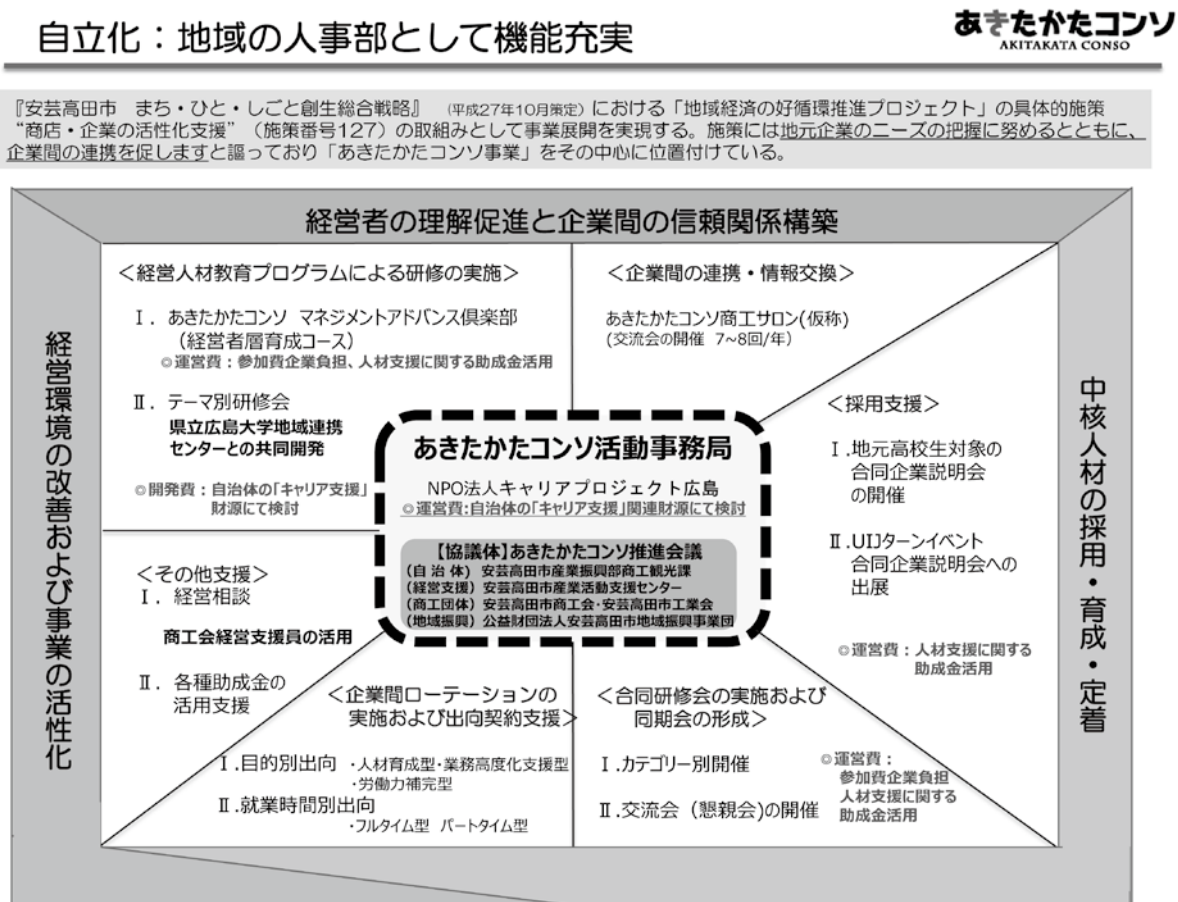 自立化：地域の人事部として機能充実
あきたかたコンソ
AKITAKATA CONSO
『安芸高田市　まち・ひと・しごと創生総合戦略』　（平成27年10月策定）における「地域経済の好循環推進プロジェクト」の具体的施策
“商店・企業の活性化支援”（施策番号127）の取組みとして事業展開を実現する。施策には地元企業のニーズの把握に努めるとともに、
企業間の連携を促しますと謳っており「あきたかたコンソ事業」をその中心に位置付けている。
経営者の理解促進と企業間の信頼関係構築
経営環境の改善および事業の活性化
＜経営人材教育プログラムによる研修の実施＞
Ⅰ．あきたかたコンソ　マネジメントアドバンス倶楽部
（経営者層育成コース）
◎運営費：参加費企業負担、人材支援に関する助成金活用
Ⅱ．テーマ別研修会
県立広島大学地域連携
センターとの共同開発
◎開発費：自治体の「キャリア支援」
財源にて検討
＜企業間の連携・情報交換＞
あきたかたコンソ商工サロン(仮称)
(交流会の開催 7~8回/年）
＜採用支援＞
Ⅰ.地元高校生対象の
合同企業説明会
の開催
Ⅱ.UIJターンイベント
合同企業説明会への
出展
◎運営費：人材支援に関する
助成金活用
中核人材の採用・育成・定着
あきたかたコンソ活動事務局
NPO法人キャリアプロジェクト広島
◎運営費:自治体の「キャリア支援」関連財源にて検討
【協議体】あきたかたコンソ推進会議
（自 治 体）安芸高田市産業振興部商工観光課
（経営支援）安芸高田市産業活動支援センター
（商工団体）安芸高田市商工会・安芸高田市工業会
（地域振興）公益財団法人安芸高田市地域振興事業団
＜その他支援＞
Ⅰ．経営相談
商工会経営支援員の活用
Ⅱ．各種助成金の
活用支援
＜企業間ローテーションの
実施および出向契約支援＞
Ⅰ.目的別出向　・人材育成型・業務高度化支援型
・労働力補完型
Ⅱ.就業時間別出向
・フルタイム型　パートタイム型
＜合同研修会の実施および
同期会の形成＞
Ⅰ.カテゴリー別開催
Ⅱ.交流会（懇親会)の開催
◎運営費：
参加費企業負担
人材支援に関する
助成金活用